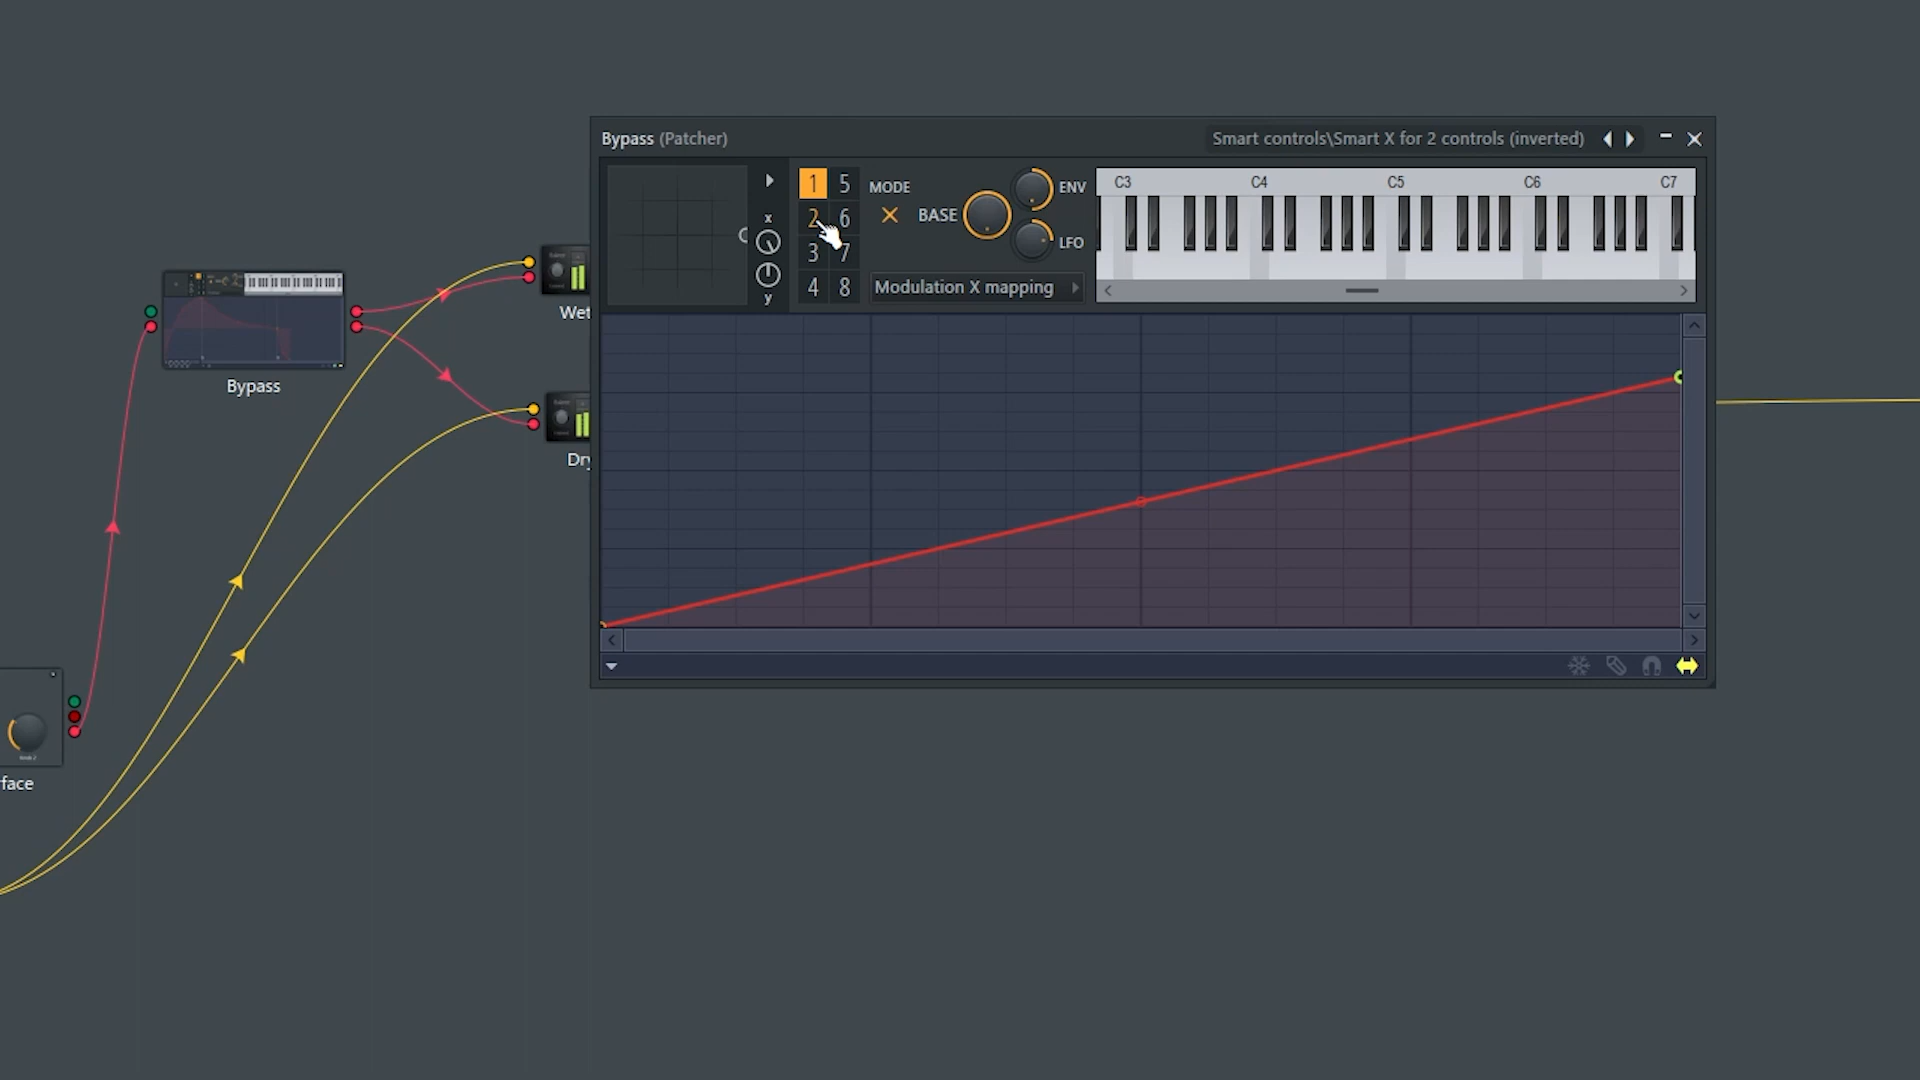 Bypass (Patcher)
Smart controls\Smart X for 2 controls (inverted)
1 5
2 6
3 7
4 8
x
y
MODE
BASE
ENV
LFO
Modulation X mapping
C3 C4 C5 C6 C7
Bypass
Wet
Dry
face